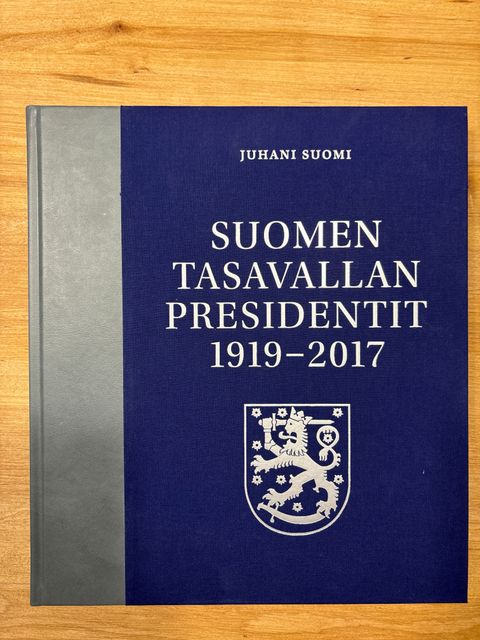 JUHANI SUOMI
SUOMEN
TASAVALLAN
PRESIDENTIT
1919–2017